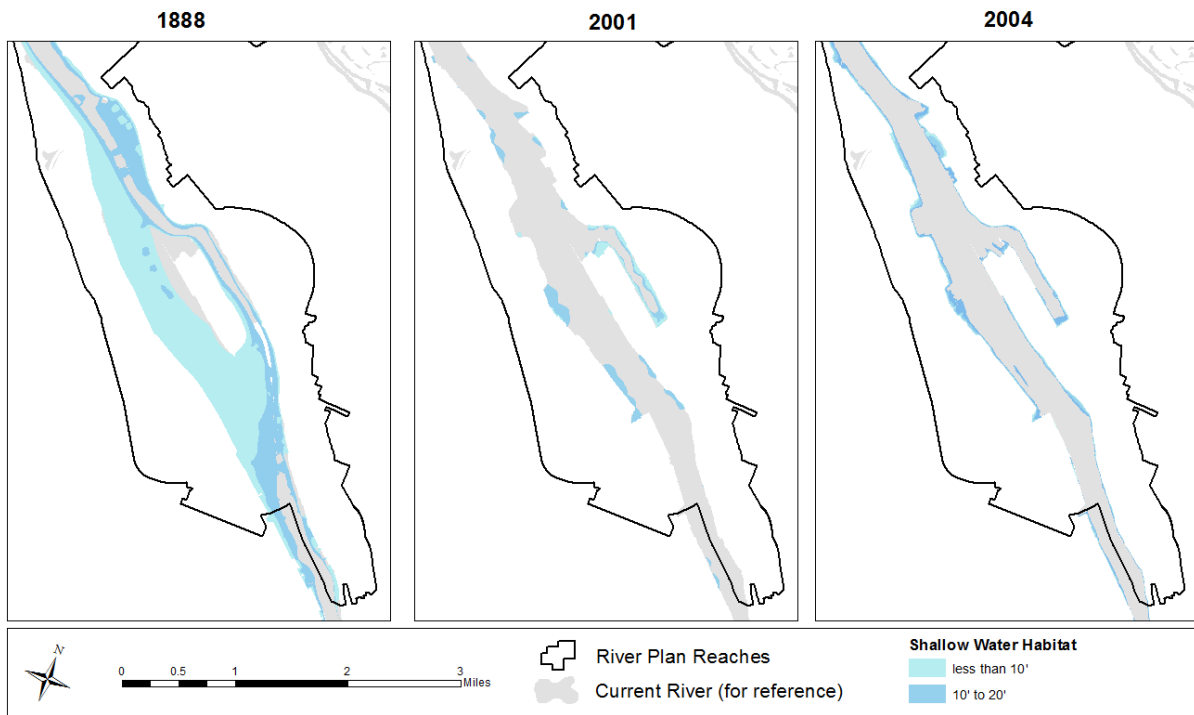 1888
2001
2004
N
0 0.5 1 2 3
Miles
River Plan Reaches
Current River (for reference)
Shallow Water Habitat
less than 10'
10' to 20'